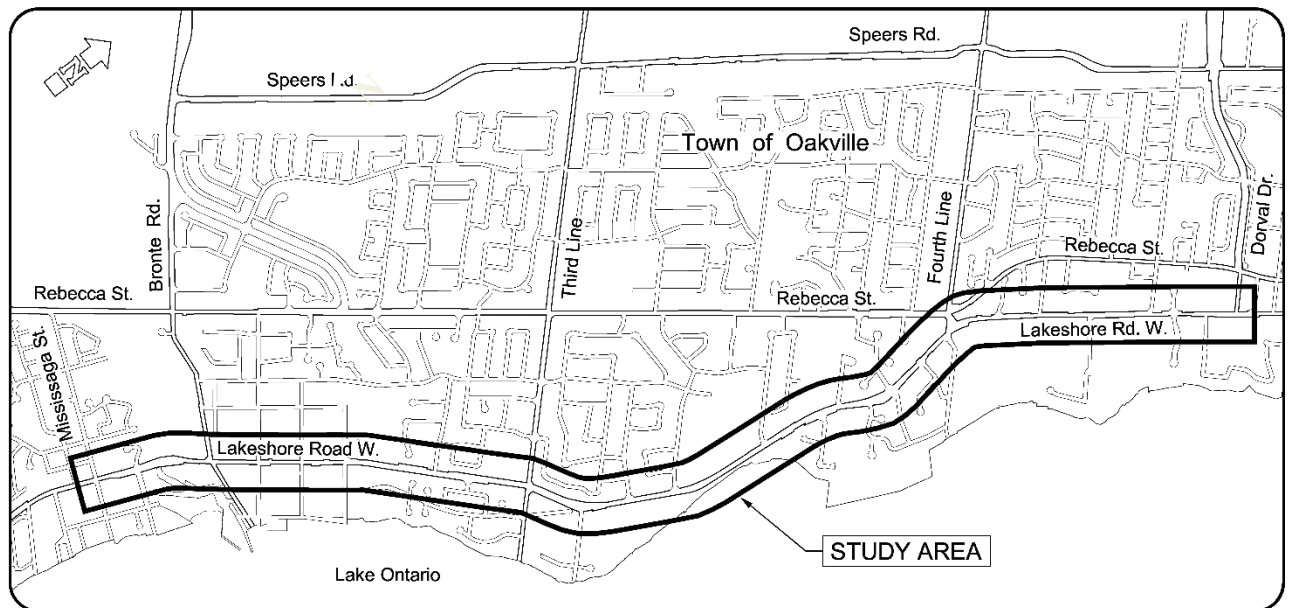 Speers Rd.
N
Speers
Town of Oakville
Bronte Rd.
Third Line
Fourth Line
Dorval Dr.
Rebecca St.
Rebecca St.
Rebecca St.
Lakeshore Rd. W.
Mississaga St.
Lakeshore Road W.
STUDY AREA
Lake Ontario